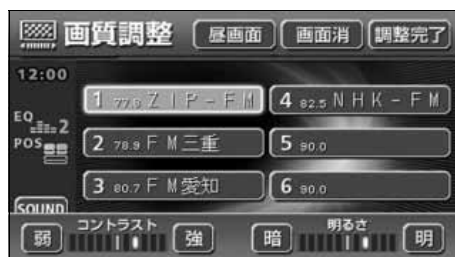 画質調整 昼画面 画面消 調整完了
12:00
1 77.8 ZIP-FM 4 82.5 NHK-FM
EQ 2
2 78.9 FM三重 5 90.0
POS
3 80.7 FM愛知 6 90.0
SOUND
コントラスト 明るさ
弱 強 暗 明